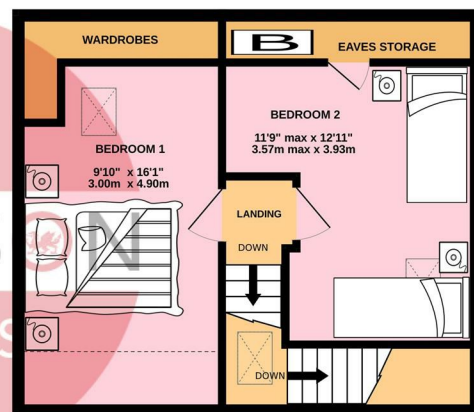 WARDROBES
B
EAVES STORAGE
BEDROOM 1
9'10" x 16'1"
3.00m x 4.90m
BEDROOM 2
11'9" max x 12'11"
3.57m max x 3.93m
LANDING
DOWN
DOWN
N
S